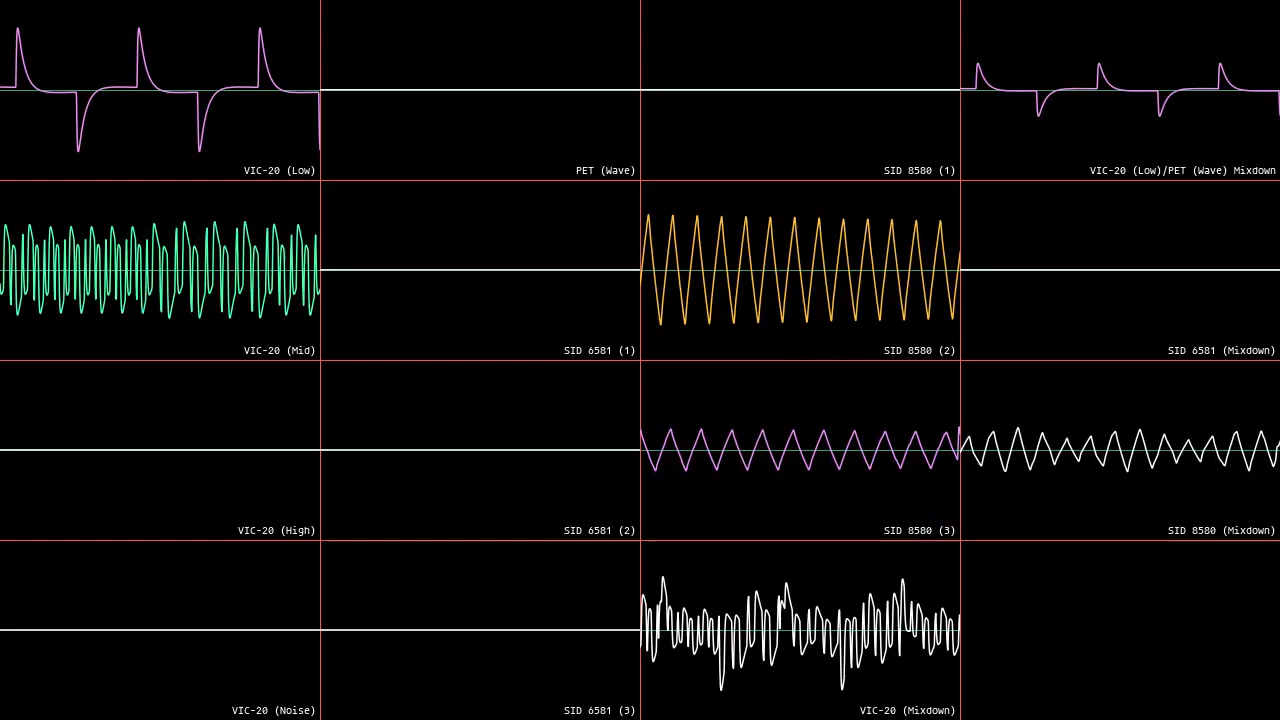 VIC-20 (Low)
PET (Wave)
SID 8580 (1)
VIC-20 (Low)/PET (Wave) Mixdown
VIC-20 (Mid)
SID 6581 (1)
SID 8580 (2)
SID 6581 (Mixdown)
VIC-20 (High)
SID 6581 (2)
SID 8580 (3)
SID 8580 (Mixdown)
VIC-20 (Noise)
SID 6581 (3)
VIC-20 (Mixdown)